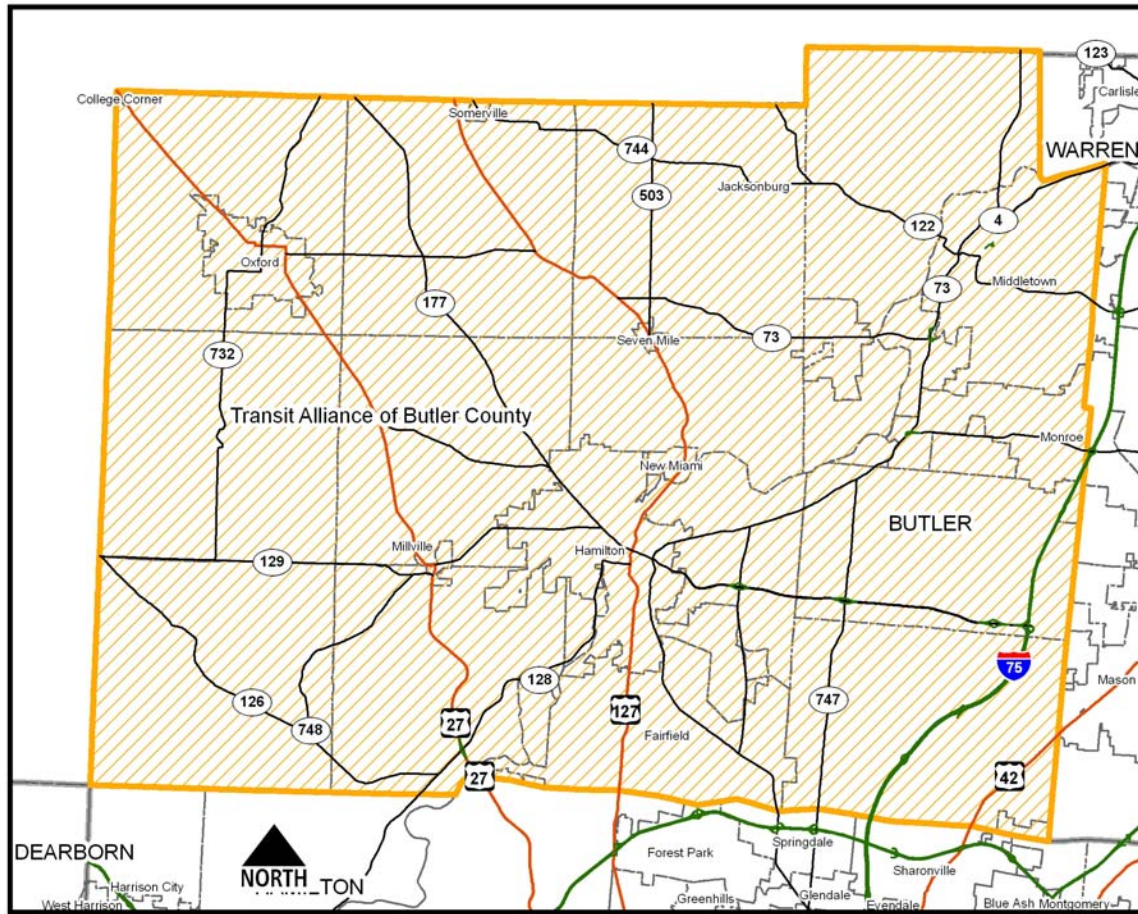 123
College Corner
Carlisle
Somerville
744
WARREN
503
Jacksonburg
122
4
Oxford
Middletown
73
177
73
Seven Mile
732
Transit Alliance of Butler County
Monroe
New Miami
BUTLER
Millville
Hamilton
129
75
Mason
128
126
747
127
27
748
Fairfield
27
42
Springdale
DEARBORN
Forest Park
Sharonville
NORTH
Harrison City
West Harrison
Greenhills
Glendale
Evendale
Blue Ash
Montgomery